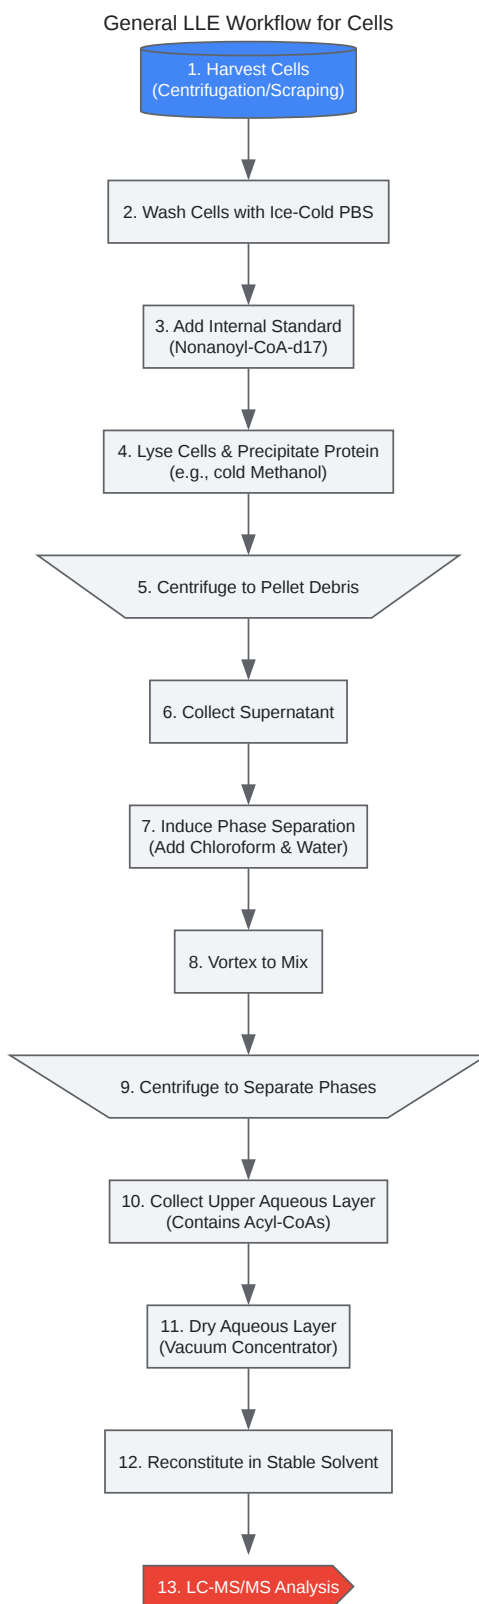 General LLE Workflow for Cells
1. Harvest Cells
(Centrifugation/Scraping)
2. Wash Cells with Ice-Cold PBS
3. Add Internal Standard
(Nonanoyl-CoA-d17)
4. Lyse Cells & Precipitate Protein
(e.g., cold Methanol)
5. Centrifuge to Pellet Debris
6. Collect Supernatant
7. Induce Phase Separation
(Add Chloroform & Water)
8. Vortex to Mix
9. Centrifuge to Separate Phases
10. Collect Upper Aqueous Layer
(Contains Acyl-CoAs)
11. Dry Aqueous Layer
(Vacuum Concentrator)
12. Reconstitute in Stable Solvent
13. LC-MS/MS Analysis